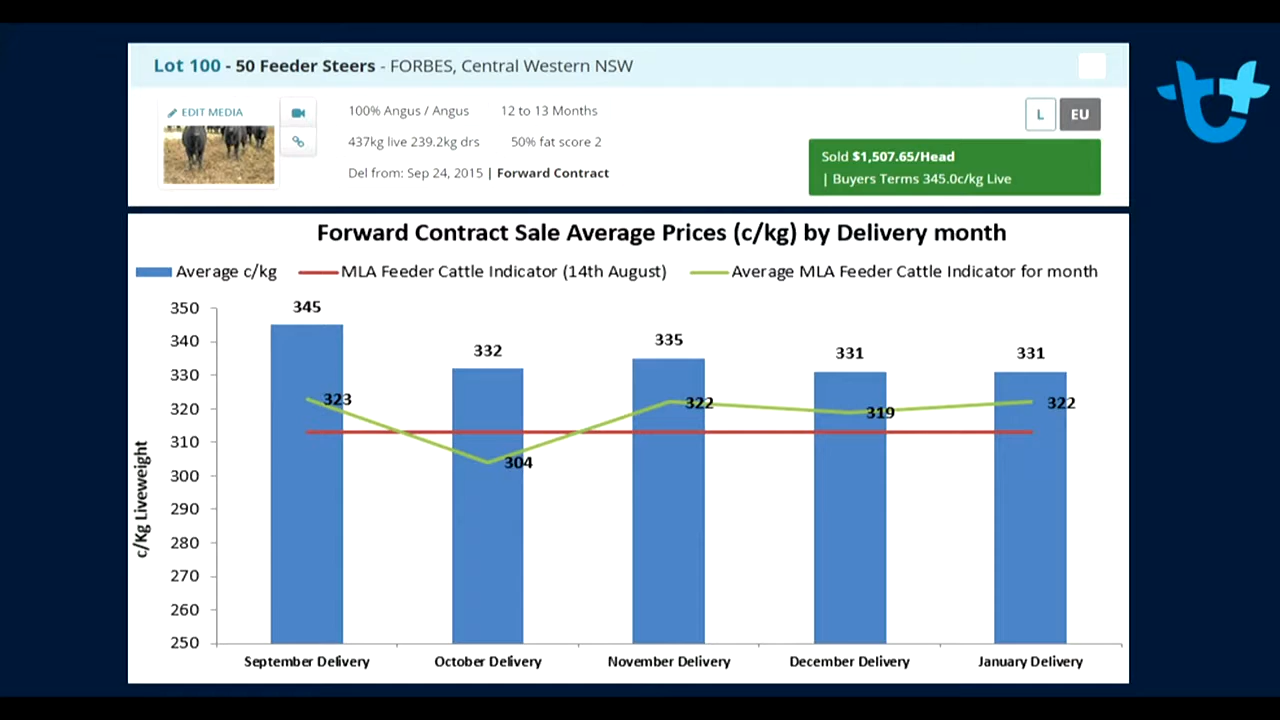 Lot 100 - 50 Feeder Steers - FORBES, Central Western NSW
EDIT MEDIA
100% Angus / Angus 12 to 13 Months
L EU
437kg live 239.2kg drs 50% fat score 2
Sold $1,507.65/Head
Del from: Sep 24, 2015 | Forward Contract
| Buyers Terms 345.0c/kg Live
Forward Contract Sale Average Prices (c/kg) by Delivery month
Average c/kg MLA Feeder Cattle Indicator (14th August) Average MLA Feeder Cattle Indicator for month
c/Kg Liveweight
350
340
330
320
310
300
290
280
270
260
250
345
332
335
331
331
323
304
322
319
322
September Delivery October Delivery November Delivery December Delivery January Delivery